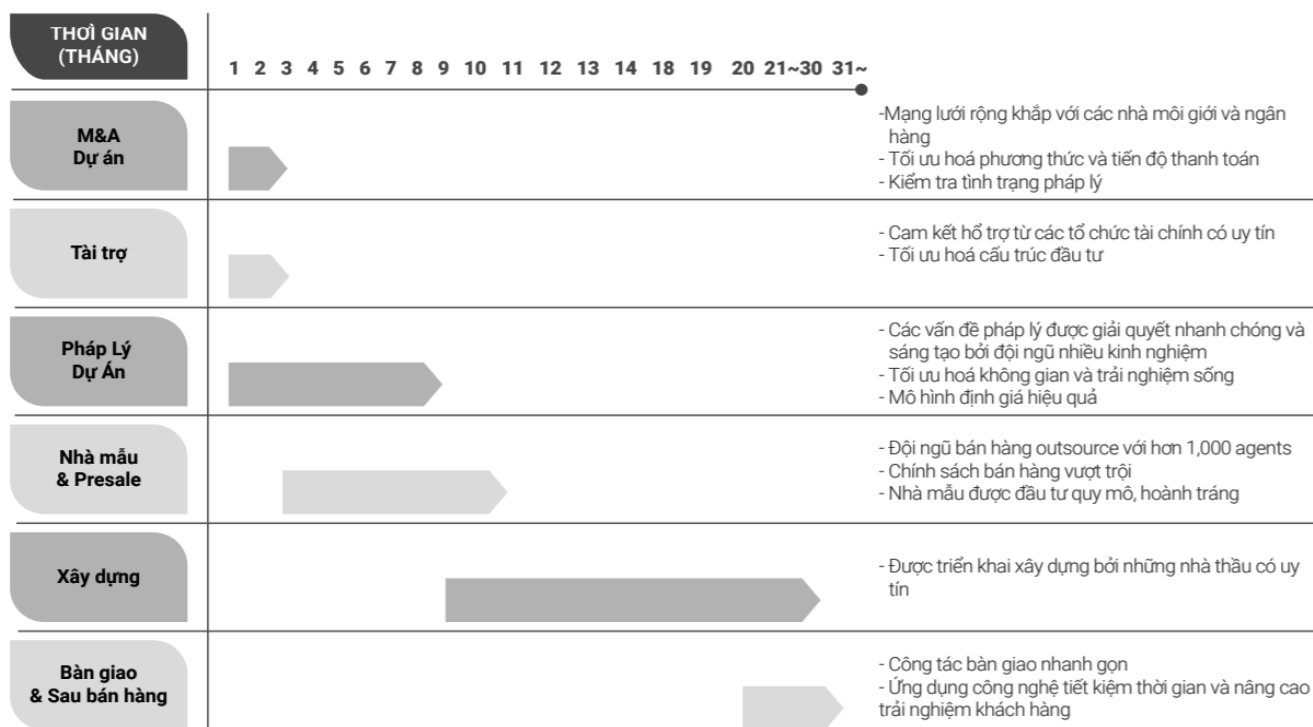 THƠÌ GIAN
(THÁNG)
1 2 3 4 5 6 7 8 9 10 11 12 13 14 18 19 20 21~30 31~
M&A
Dự án
-Mạng lưới rộng khắp với các nhà môi giới và ngân
hàng
- Tối ưu hoá phương thức và tiến độ thanh toán
- Kiểm tra tình trạng pháp lý
Tài trợ
- Cam kết hổ trợ từ các tổ chức tài chính có uy tín
- Tối ưu hoá cấu trúc đầu tư
Pháp Lý
Dự Án
- Các vấn đề pháp lý được giải quyết nhanh chóng và
sáng tạo bởi đội ngũ nhiều kinh nghiệm
- Tối ưu hoá không gian và trải nghiệm sống
- Mô hình định giá hiệu quả
Nhà mẫu
& Presale
- Đội ngũ bán hàng outsource với hơn 1,000 agents
- Chính sách bán hàng vượt trội
- Nhà mẫu được đầu tư quy mô, hoành tráng
Xây dựng
- Được triển khai xây dựng bởi những nhà thầu có uy
tín
Bàn giao
& Sau bán hàng
- Công tác bàn giao nhanh gọn
- Ứng dụng công nghệ tiết kiệm thời gian và nâng cao
trải nghiệm khách hàng